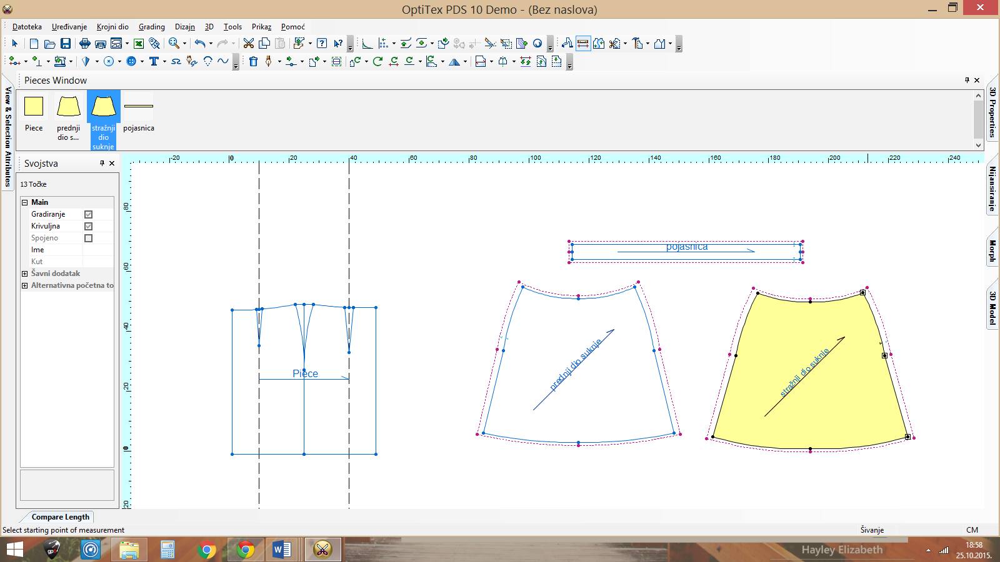 OptiTex PDS 10 Demo - (Bez naslova)
Datoteka Uređivanje Krojni dio Grading Dizajn 3D Tools Prikaz Pomoć
Pieces Window
View & Selection Attributes
Piece
prednji
dio s...
stražnji
dio
suknje
pojasnica
3D Properties
Nijansiranje
Morph
3D Model
Svojstva
13 Točke
Main
Gradiranje
Krivuljna
Spojeno
Ime
Kut
Šavni dodatak
Alternativna početna to
-20 0 20 40 60 80 100 120 140 160 180 200 220 240
80
60
40
20
0
20
pojasnica
Piece
prednji dio suknje
stražnji dio suknje
Compare Length
Select starting point of measurement
Šivanje
CM
Hayley Elizabeth
18:58
25.10.2015.